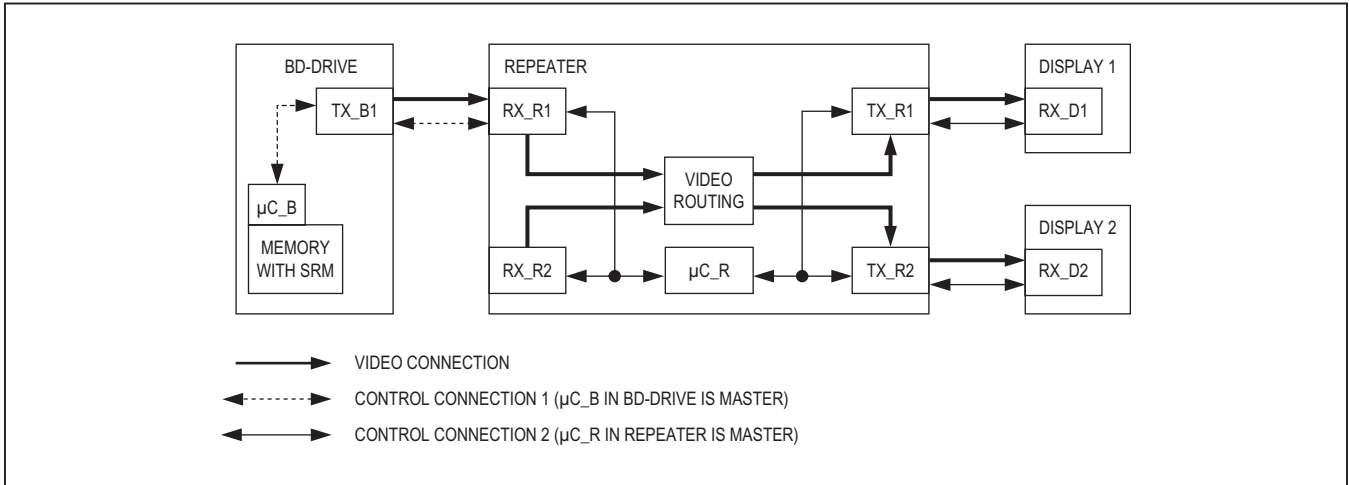 BD-DRIVE
TX_B1
µC_B
MEMORY
WITH SRM
REPEATER
RX_R1
RX_R2
VIDEO
ROUTING
µC_R
TX_R1
TX_R2
DISPLAY 1
RX_D1
DISPLAY 2
RX_D2
VIDEO CONNECTION
CONTROL CONNECTION 1 (µC_B IN BD-DRIVE IS MASTER)
CONTROL CONNECTION 2 (µC_R IN REPEATER IS MASTER)